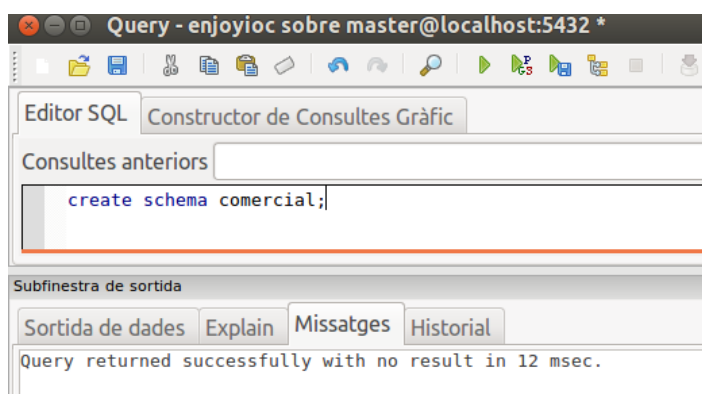 Query - enjoyioc sobre master@localhost:5432 *
Editor SQL Constructor de Consultes Gràfic
Consultes anteriors
create schema comercial;
Subfinestra de sortida
Sortida de dades Explain Missatges Historial
Query returned successfully with no result in 12 msec.